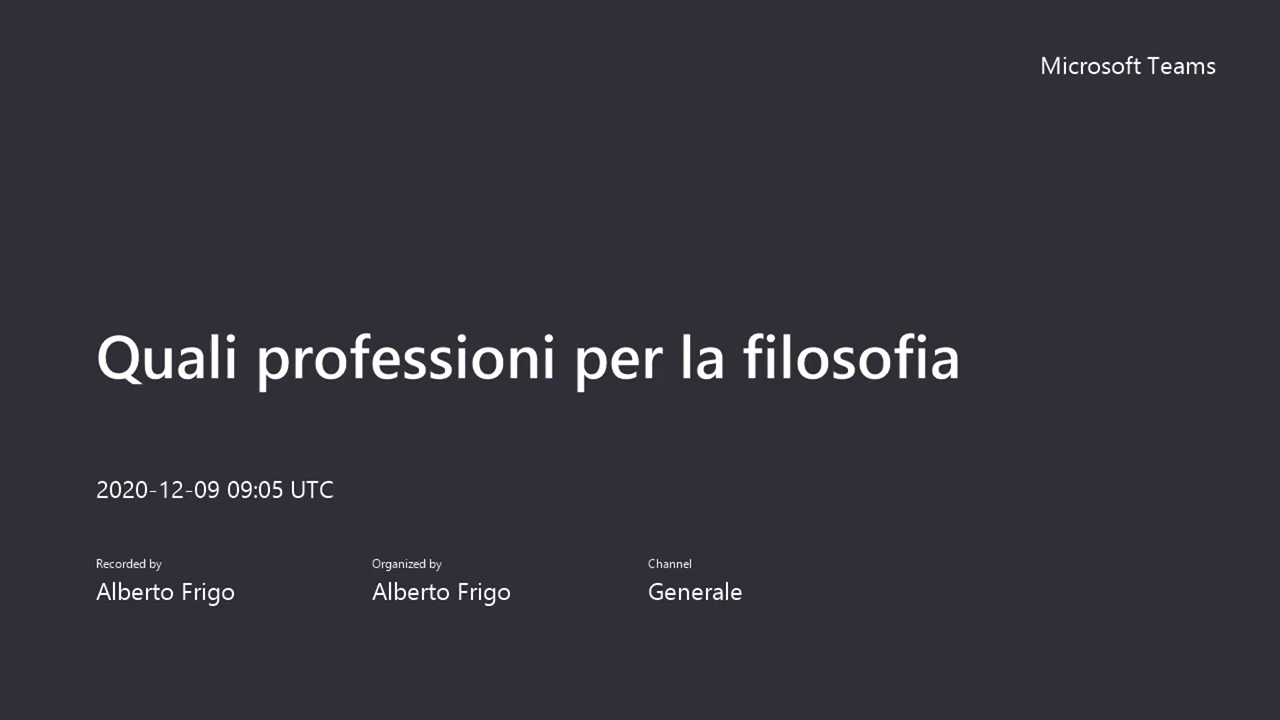 Microsoft Teams
Quali professioni per la filosofia
2020-12-09 09:05 UTC
Recorded by
Alberto Frigo
Organized by
Alberto Frigo
Channel
Generale